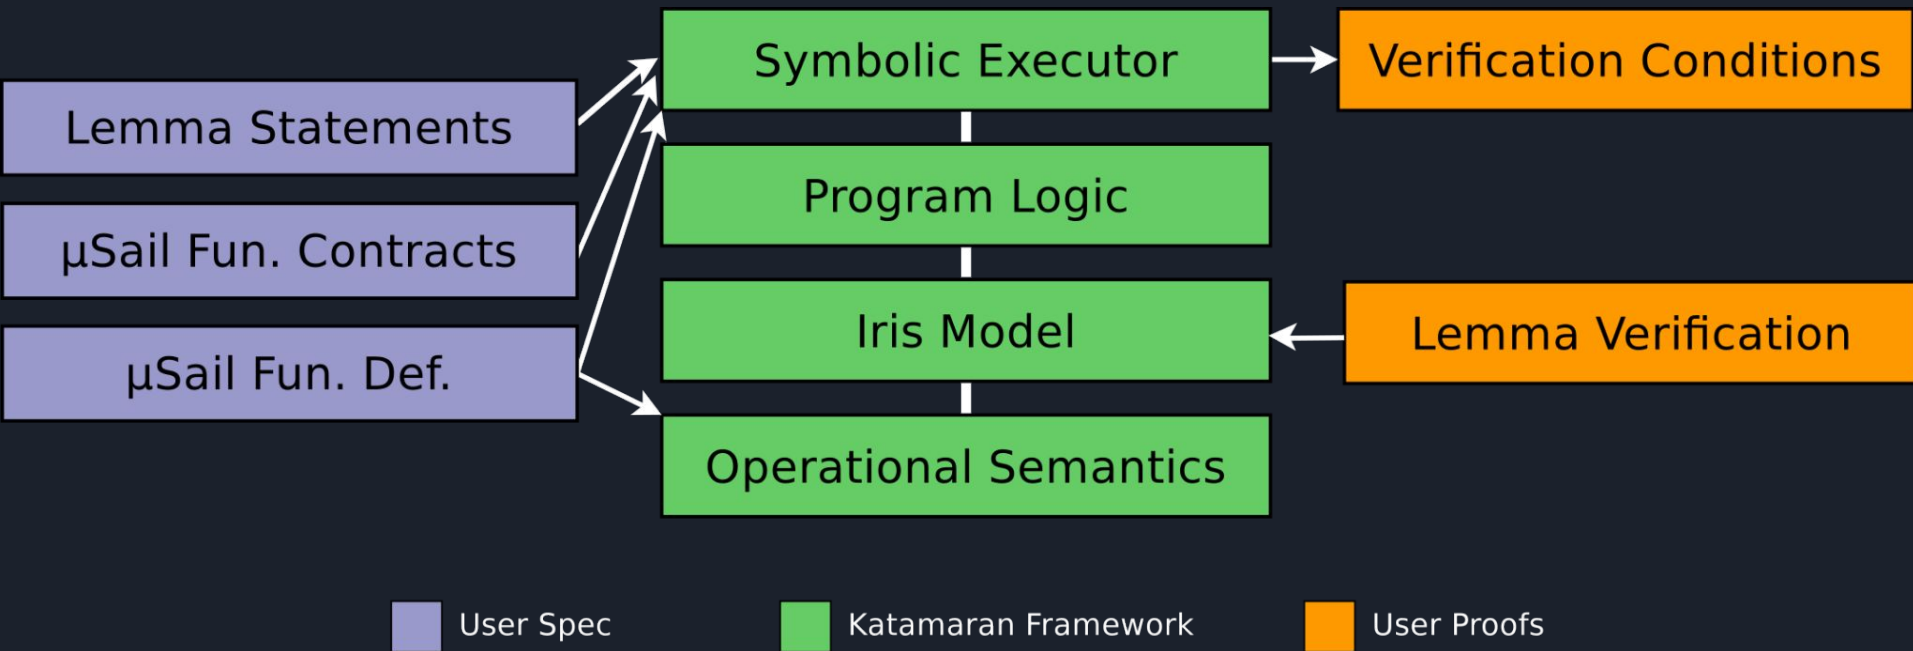 Lemma Statements
µSail Fun. Contracts
µSail Fun. Def.
Symbolic Executor
Program Logic
Iris Model
Operational Semantics
Verification Conditions
Lemma Verification
User Spec
Katamaran Framework
User Proofs